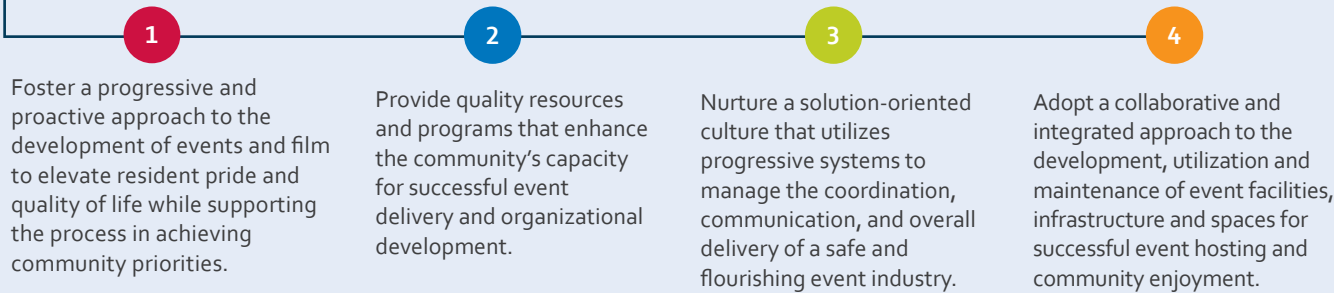 1
Foster a progressive and
proactive approach to the
development of events and film
to elevate resident pride and
quality of life while supporting
the process in achieving
community priorities.
2
Provide quality resources
and programs that enhance
the community's capacity
for successful event
delivery and organizational
development.
3
Nurture a solution-oriented
culture that utilizes
progressive systems to
manage the coordination,
communication, and overall
delivery of a safe and
flourishing event industry.
4
Adopt a collaborative and
integrated approach to the
development, utilization and
maintenance of event facilities,
infrastructure and spaces for
successful event hosting and
community enjoyment.